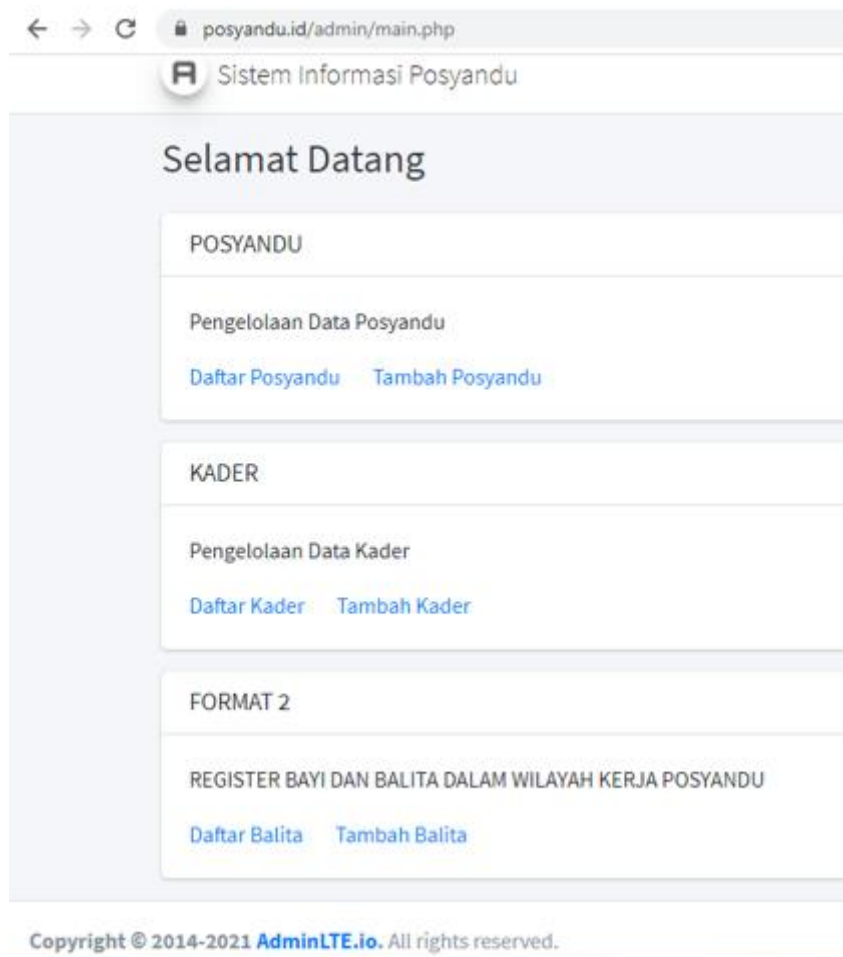 posyandu.id/admin/main.php
Sistem Informasi Posyandu
Selamat Datang
POSYANDU
Pengelolaan Data Posyandu
Daftar Posyandu Tambah Posyandu
KADER
Pengelolaan Data Kader
Daftar Kader Tambah Kader
FORMAT 2
REGISTER BAYI DAN BALITA DALAM WILAYAH KERJA POSYANDU
Daftar Balita Tambah Balita
Copyright © 2014-2021 AdminLTE.io. All rights reserved.